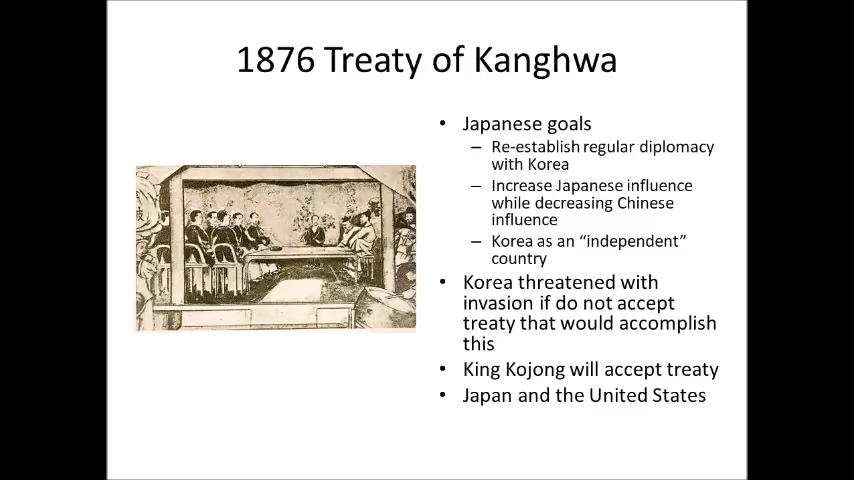 1876 Treaty of Kanghwa
• Japanese goals
– Re-establish regular diplomacy
with Korea
– Increase Japanese influence
while decreasing Chinese
influence
– Korea as an “independent”
country
• Korea threatened with
invasion if do not accept
treaty that would accomplish
this
• King Kojong will accept treaty
• Japan and the United States